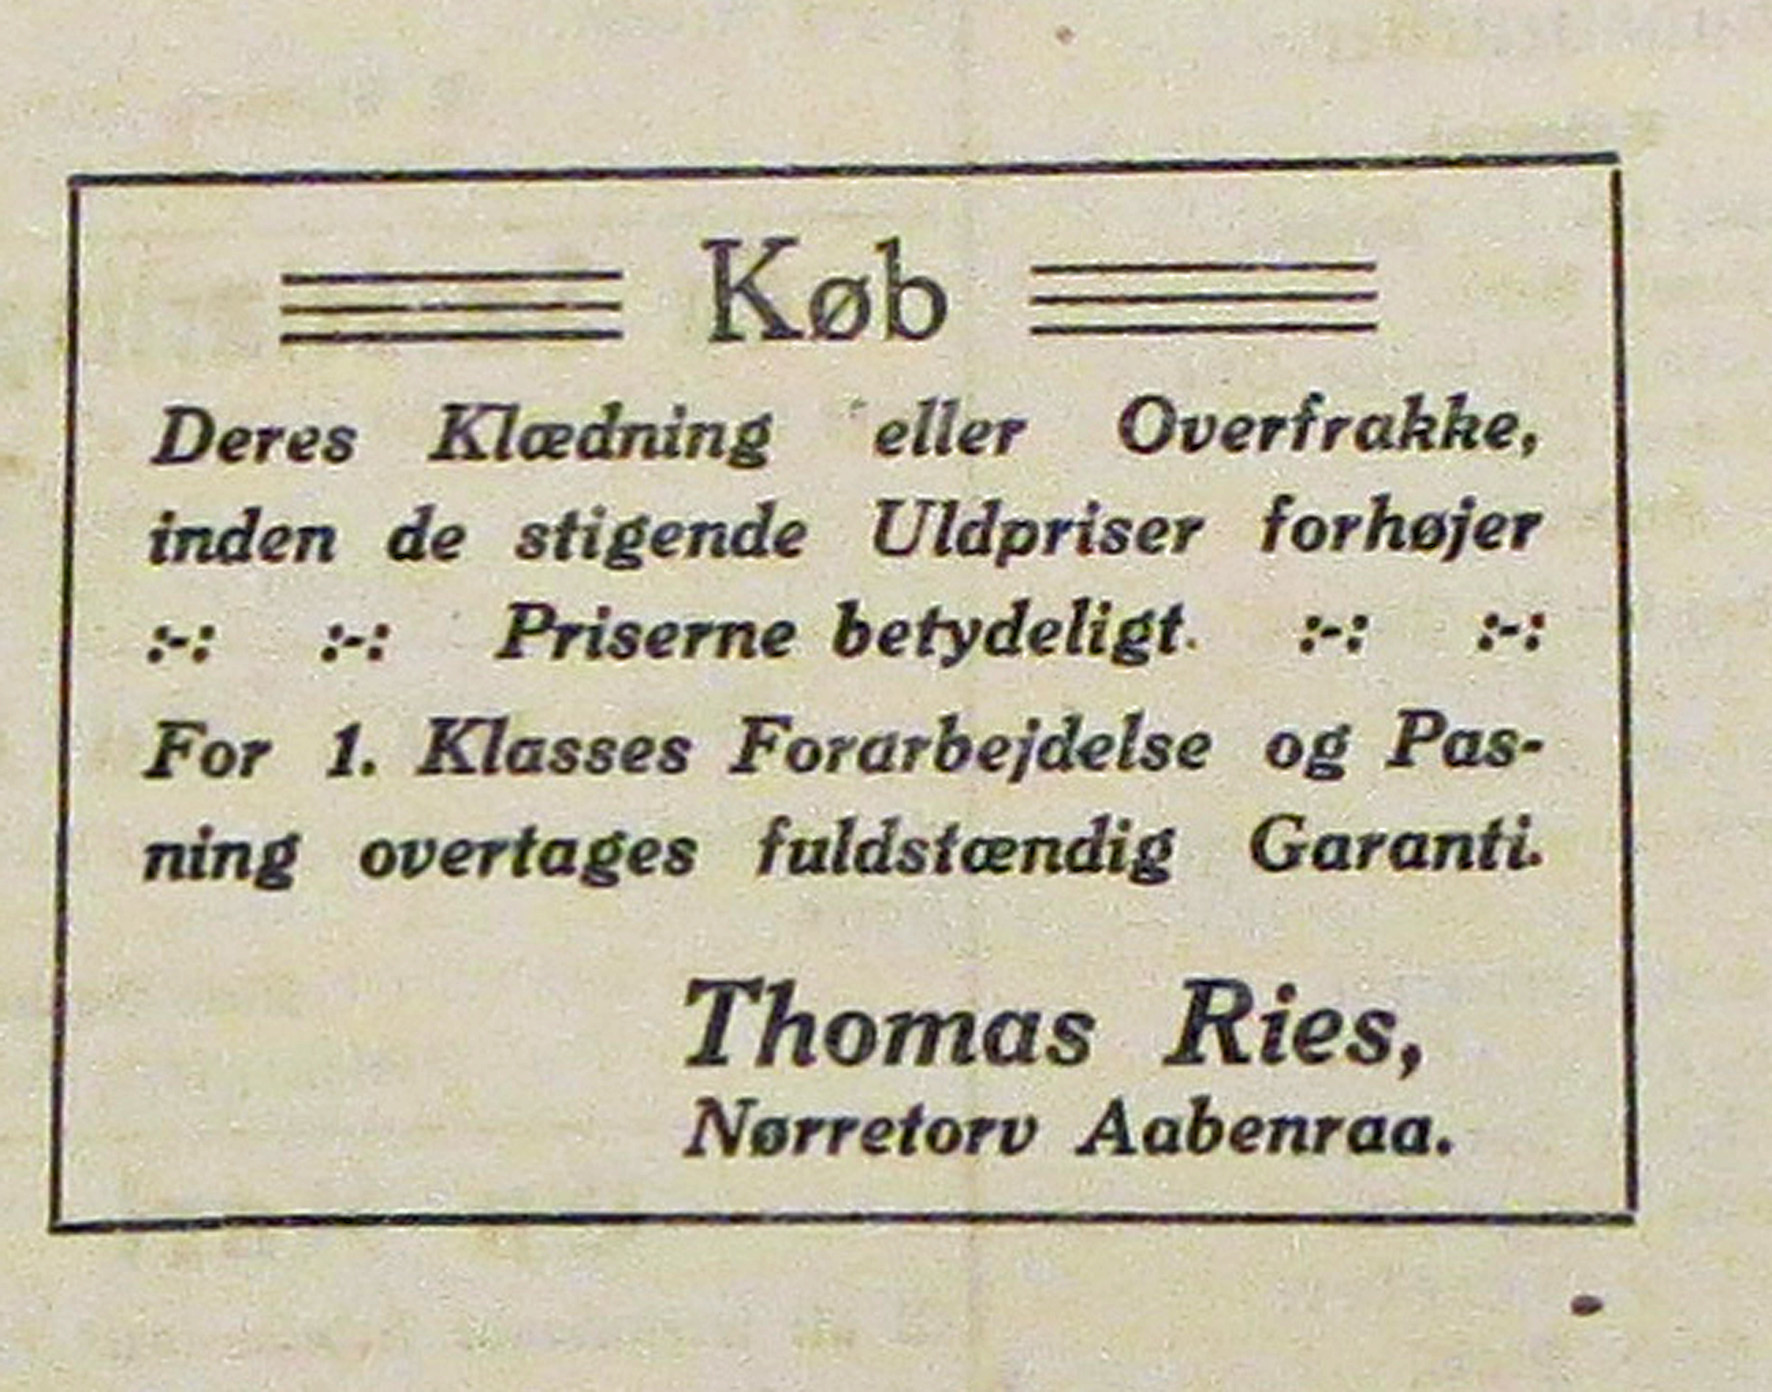 Køb
Deres Klædning eller Overfrakke,
inden de stigende Uldpriser forhøjer
:-: :-: Priserne betydeligt. :-: :-:
For 1. Klasses Forarbejdelse og Pas-
ning overtages fuldstændig Garanti.
Thomas Ries,
Nørretorv Aabenraa.